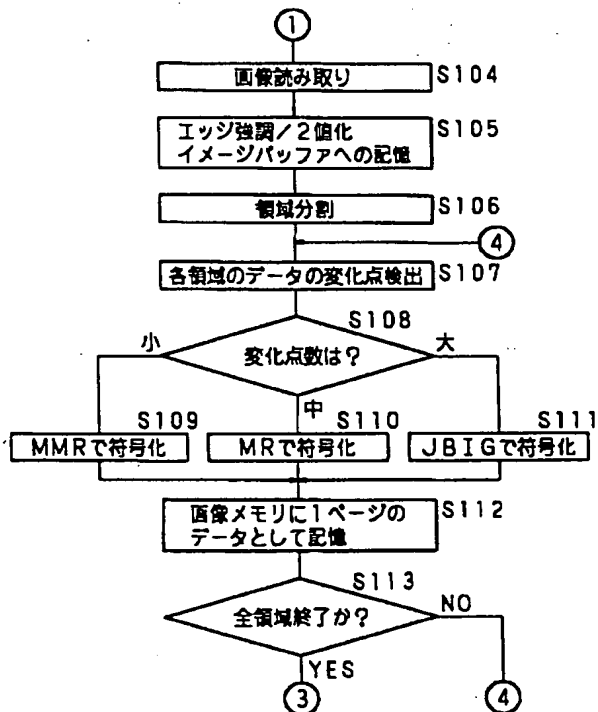 1
画像読み取り S104
エッジ強調/2値化 S105
イメージバッファへの記憶
領域分割 S106
4
各領域のデータの変化点検出 S107
S108
小 変化点数は? 大
中
S109 S110 S111
MMRで符号化 MRで符号化 JBIGで符号化
画像メモリに1ページの S112
データとして記憶
S113
全領域終了か? NO
YES
3 4